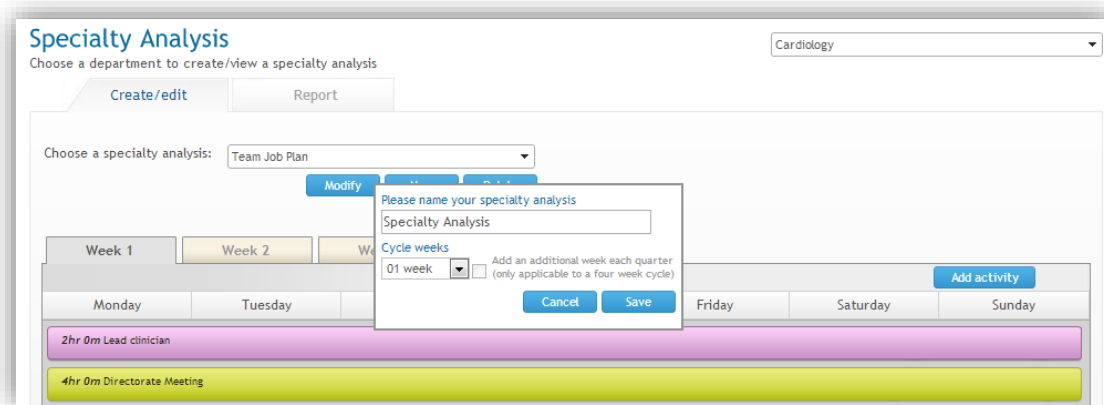 Specialty Analysis
Cardiology
Choose a department to create/view a specialty analysis
Create/edit
Report
Choose a specialty analysis:
Team Job Plan
Modify
Please name your specialty analysis
Specialty Analysis
Cycle weeks
01 week
Add an additional week each quarter
(only applicable to a four week cycle)
Cancel
Save
Week 1
Week 2
Add activity
Monday
Tuesday
Friday
Saturday
Sunday
2hr 0m Lead clinician
4hr 0m Directorate Meeting